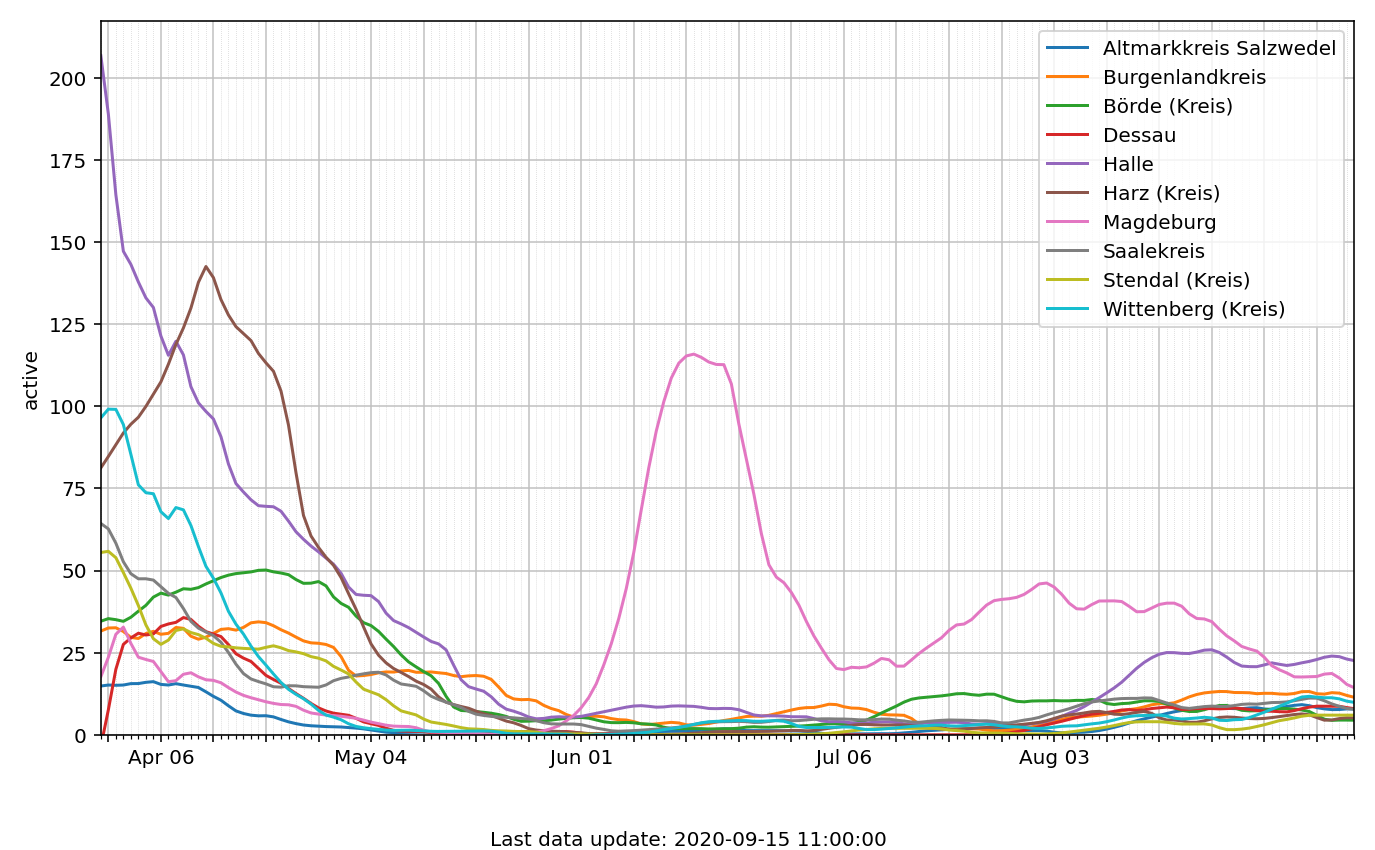 200
175
150
125
100
75
50
25
0
active
Altmarkkreis Salzwedel
Burgenlandkreis
Börde (Kreis)
Dessau
Halle
Harz (Kreis)
Magdeburg
Saalekreis
Stendal (Kreis)
Wittenberg (Kreis)
Apr 06 May 04 Jun 01 Jul 06 Aug 03
Last data update: 2020-09-15 11:00:00